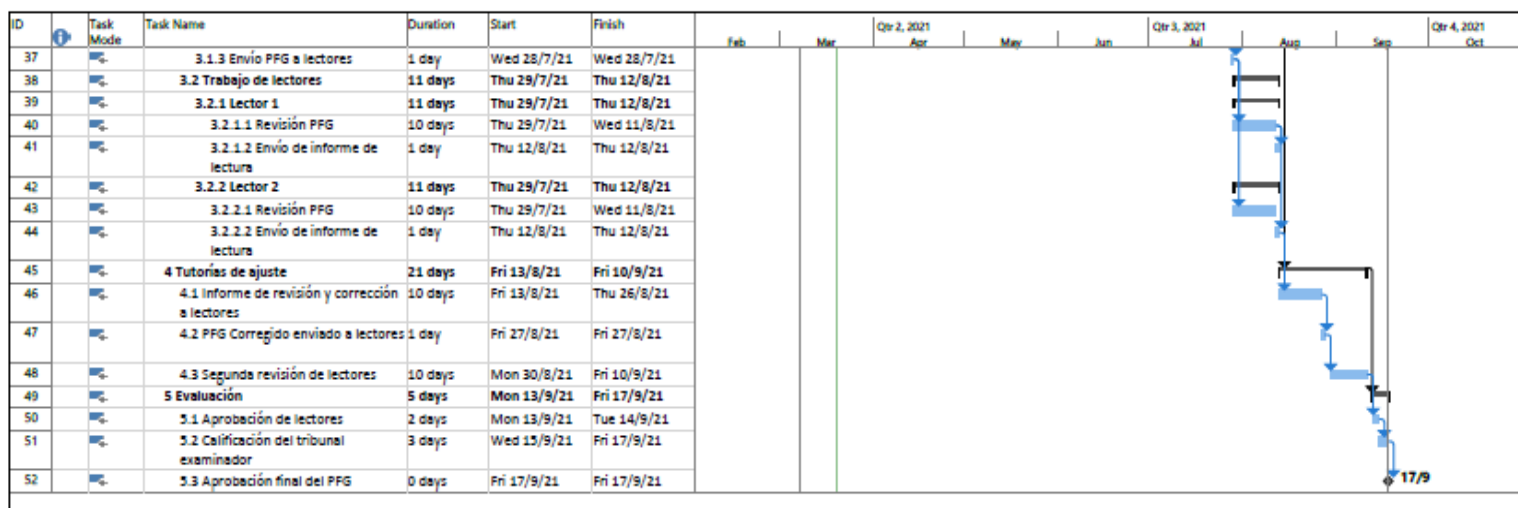 ID Task Mode Task Name Duration Start Finish Qtr 2, 2021 Qtr 3, 2021 Qtr 4, 2021
Feb Mar Apr May Jun Jul Aug Sep Oct
37 3.1.3 Envío PFG a lectores 1 day Wed 28/7/21 Wed 28/7/21
38 3.2 Trabajo de lectores 11 days Thu 29/7/21 Thu 12/8/21
39 3.2.1 Lector 1 11 days Thu 29/7/21 Thu 12/8/21
40 3.2.1.1 Revisión PFG 10 days Thu 29/7/21 Wed 11/8/21
41 3.2.1.2 Envío de informe de 1 day Thu 12/8/21 Thu 12/8/21
lectura
42 3.2.2 Lector 2 11 days Thu 29/7/21 Thu 12/8/21
43 3.2.2.1 Revisión PFG 10 days Thu 29/7/21 Wed 11/8/21
44 3.2.2.2 Envío de informe de 1 day Thu 12/8/21 Thu 12/8/21
lectura
45 4 Tutorías de ajuste 21 days Fri 13/8/21 Fri 10/9/21
46 4.1 Informe de revisión y corrección 10 days Fri 13/8/21 Thu 26/8/21
a lectores
47 4.2 PFG Corregido enviado a lectores 1 day Fri 27/8/21 Fri 27/8/21
48 4.3 Segunda revisión de lectores 10 days Mon 30/8/21 Fri 10/9/21
49 5 Evaluación 5 days Mon 13/9/21 Fri 17/9/21
50 5.1 Aprobación de lectores 2 days Mon 13/9/21 Tue 14/9/21
51 5.2 Calificación del tribunal 3 days Wed 15/9/21 Fri 17/9/21
examinador
52 5.3 Aprobación final del PFG 0 days Fri 17/9/21 Fri 17/9/21 17/9